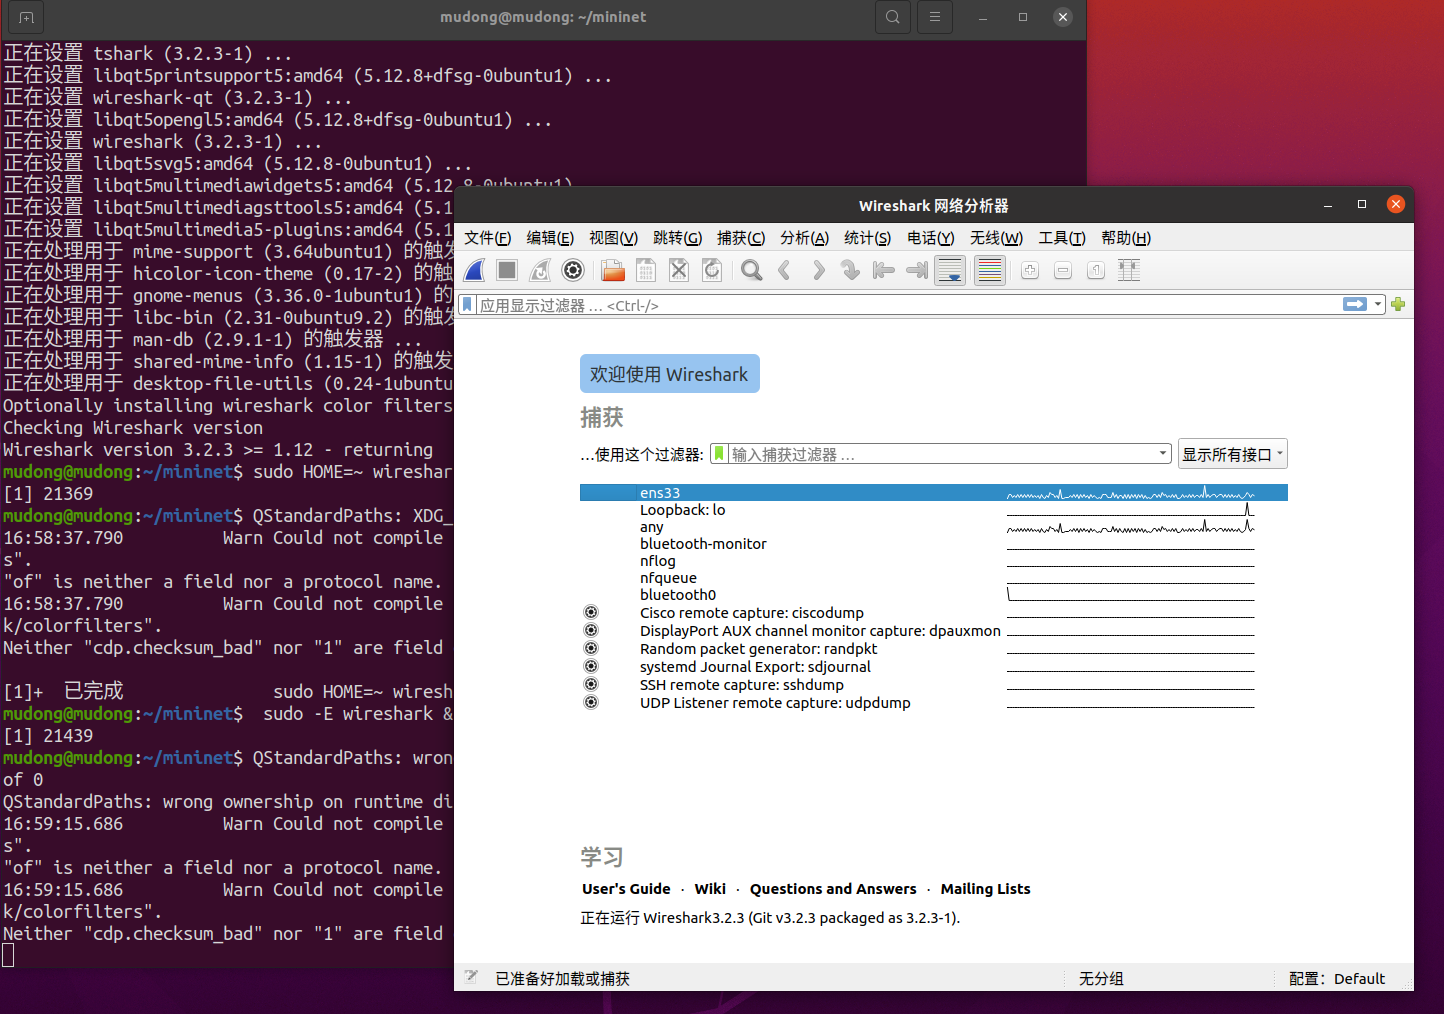 mudong@mudong: ~/mininet
正在设置 tshark (3.2.3-1) ...
正在设置 libqt5printsupport5:amd64 (5.12.8+dfsg-0ubuntu1) ...
正在设置 wireshark-qt (3.2.3-1) ...
正在设置 libqt5opengl5:amd64 (5.12.8+dfsg-0ubuntu1) ...
正在设置 wireshark (3.2.3-1) ...
正在设置 libqt5svg5:amd64 (5.12.8-0ubuntu1) ...
正在设置 libqt5multimediawidgets5:amd64 (5.12.8-0ubuntu1)
正在设置 libqt5multimediagsttools5:amd64 (5.1
正在设置 libqt5multimedia5-plugins:amd64 (5.1
正在处理用于 mime-support (3.64ubuntu1) 的触发
正在处理用于 hicolor-icon-theme (0.17-2) 的触
正在处理用于 gnome-menus (3.36.0-1ubuntu1) 的
正在处理用于 libc-bin (2.31-0ubuntu9.2) 的触发
正在处理用于 man-db (2.9.1-1) 的触发器 ...
正在处理用于 shared-mime-info (1.15-1) 的触发
正在处理用于 desktop-file-utils (0.24-1ubuntu
Optionally installing wireshark color filters
Checking Wireshark version
Wireshark version 3.2.3 >= 1.12 - returning
mudong@mudong:~/mininet$ sudo HOME=~ wireshar
[1] 21369
mudong@mudong:~/mininet$ QStandardPaths: XDG_
16:58:37.790          Warn Could not compile
s".
"of" is neither a field nor a protocol name.
16:58:37.790          Warn Could not compile
k/colorfilters".
Neither "cdp.checksum_bad" nor "1" are field
[1]+  已完成               sudo HOME=~ wiresh
mudong@mudong:~/mininet$  sudo -E wireshark &
[1] 21439
mudong@mudong:~/mininet$ QStandardPaths: wron
of 0
QStandardPaths: wrong ownership on runtime di
16:59:15.686          Warn Could not compile
s".
"of" is neither a field nor a protocol name.
16:59:15.686          Warn Could not compile
k/colorfilters".
Neither "cdp.checksum_bad" nor "1" are field
Wireshark 网络分析器
文件(F) 编辑(E) 视图(V) 跳转(G) 捕获(C) 分析(A) 统计(S) 电话(Y) 无线(W) 工具(T) 帮助(H)
应用显示过滤器 … <Ctrl-/>
欢迎使用 Wireshark
捕获
…使用这个过滤器: 输入捕获过滤器 … 显示所有接口
ens33
Loopback: lo
any
bluetooth-monitor
nflog
nfqueue
bluetooth0
Cisco remote capture: ciscodump
DisplayPort AUX channel monitor capture: dpauxmon
Random packet generator: randpkt
systemd Journal Export: sdjournal
SSH remote capture: sshdump
UDP Listener remote capture: udpdump
学习
User's Guide · Wiki · Questions and Answers · Mailing Lists
正在运行 Wireshark3.2.3 (Git v3.2.3 packaged as 3.2.3-1).
已准备好加载或捕获 无分组 配置：Default